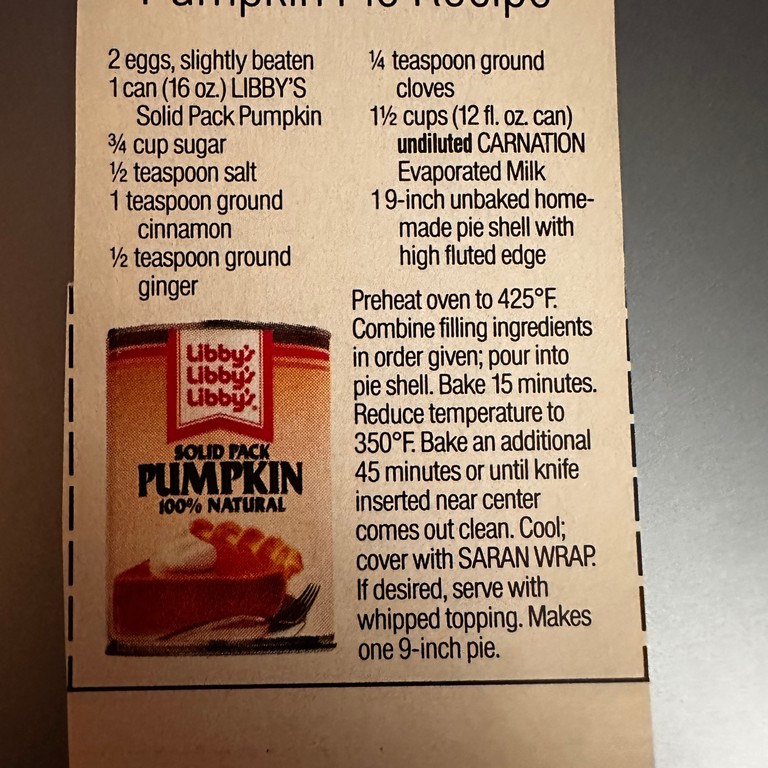 Pumpkin Pie Recipe
2 eggs, slightly beaten
1 can (16 oz.) LIBBY'S
Solid Pack Pumpkin
¾ cup sugar
½ teaspoon salt
1 teaspoon ground
cinnamon
½ teaspoon ground
ginger
¼ teaspoon ground
cloves
1½ cups (12 fl. oz. can)
undiluted CARNATION
Evaporated Milk
1 9-inch unbaked home-
made pie shell with
high fluted edge
Preheat oven to 425°F.
Combine filling ingredients
in order given; pour into
pie shell. Bake 15 minutes.
Reduce temperature to
350°F. Bake an additional
45 minutes or until knife
inserted near center
comes out clean. Cool;
cover with SARAN WRAP.
If desired, serve with
whipped topping. Makes
one 9-inch pie.
Libby's
Libby's
Libby's
SOLID PACK
PUMPKIN
100% NATURAL